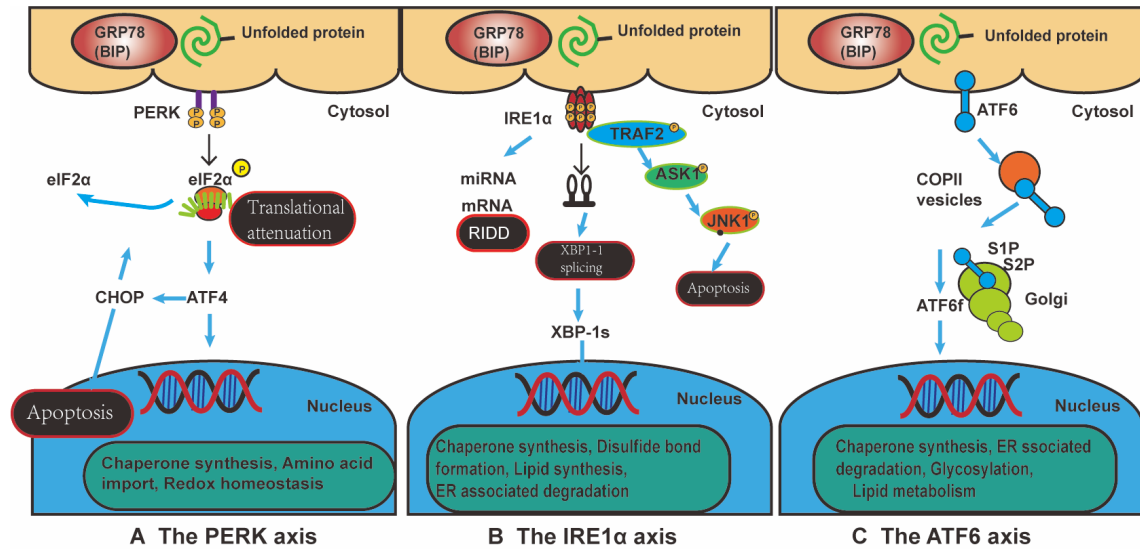 GRP78
(BIP)
Unfolded protein
PERK
P
P
P
P
Cytosol
eIF2α
eIF2α
P
Translational
attenuation
CHOP
ATF4
Nucleus
Apoptosis
Chaperone synthesis, Amino acid
import, Redox homeostasis
A The PERK axis
GRP78
(BIP)
Unfolded protein
Cytosol
IRE1α
P
P
P
P
P
P
TRAF2
P
ASK1
P
miRNA
mRNA
RIDD
JNK1
P
XBP1-1
splicing
Apoptosis
XBP-1s
Nucleus
Chaperone synthesis, Disulfide bond
formation, Lipid synthesis,
ER associated degradation
B The IRE1α axis
GRP78
(BIP)
Unfolded protein
ATF6
Cytosol
COPII
vesicles
S1P
S2P
ATF6f
Golgi
Nucleus
Chaperone synthesis, ER ssociated
degradation, Glycosylation,
Lipid metabolism
C The ATF6 axis